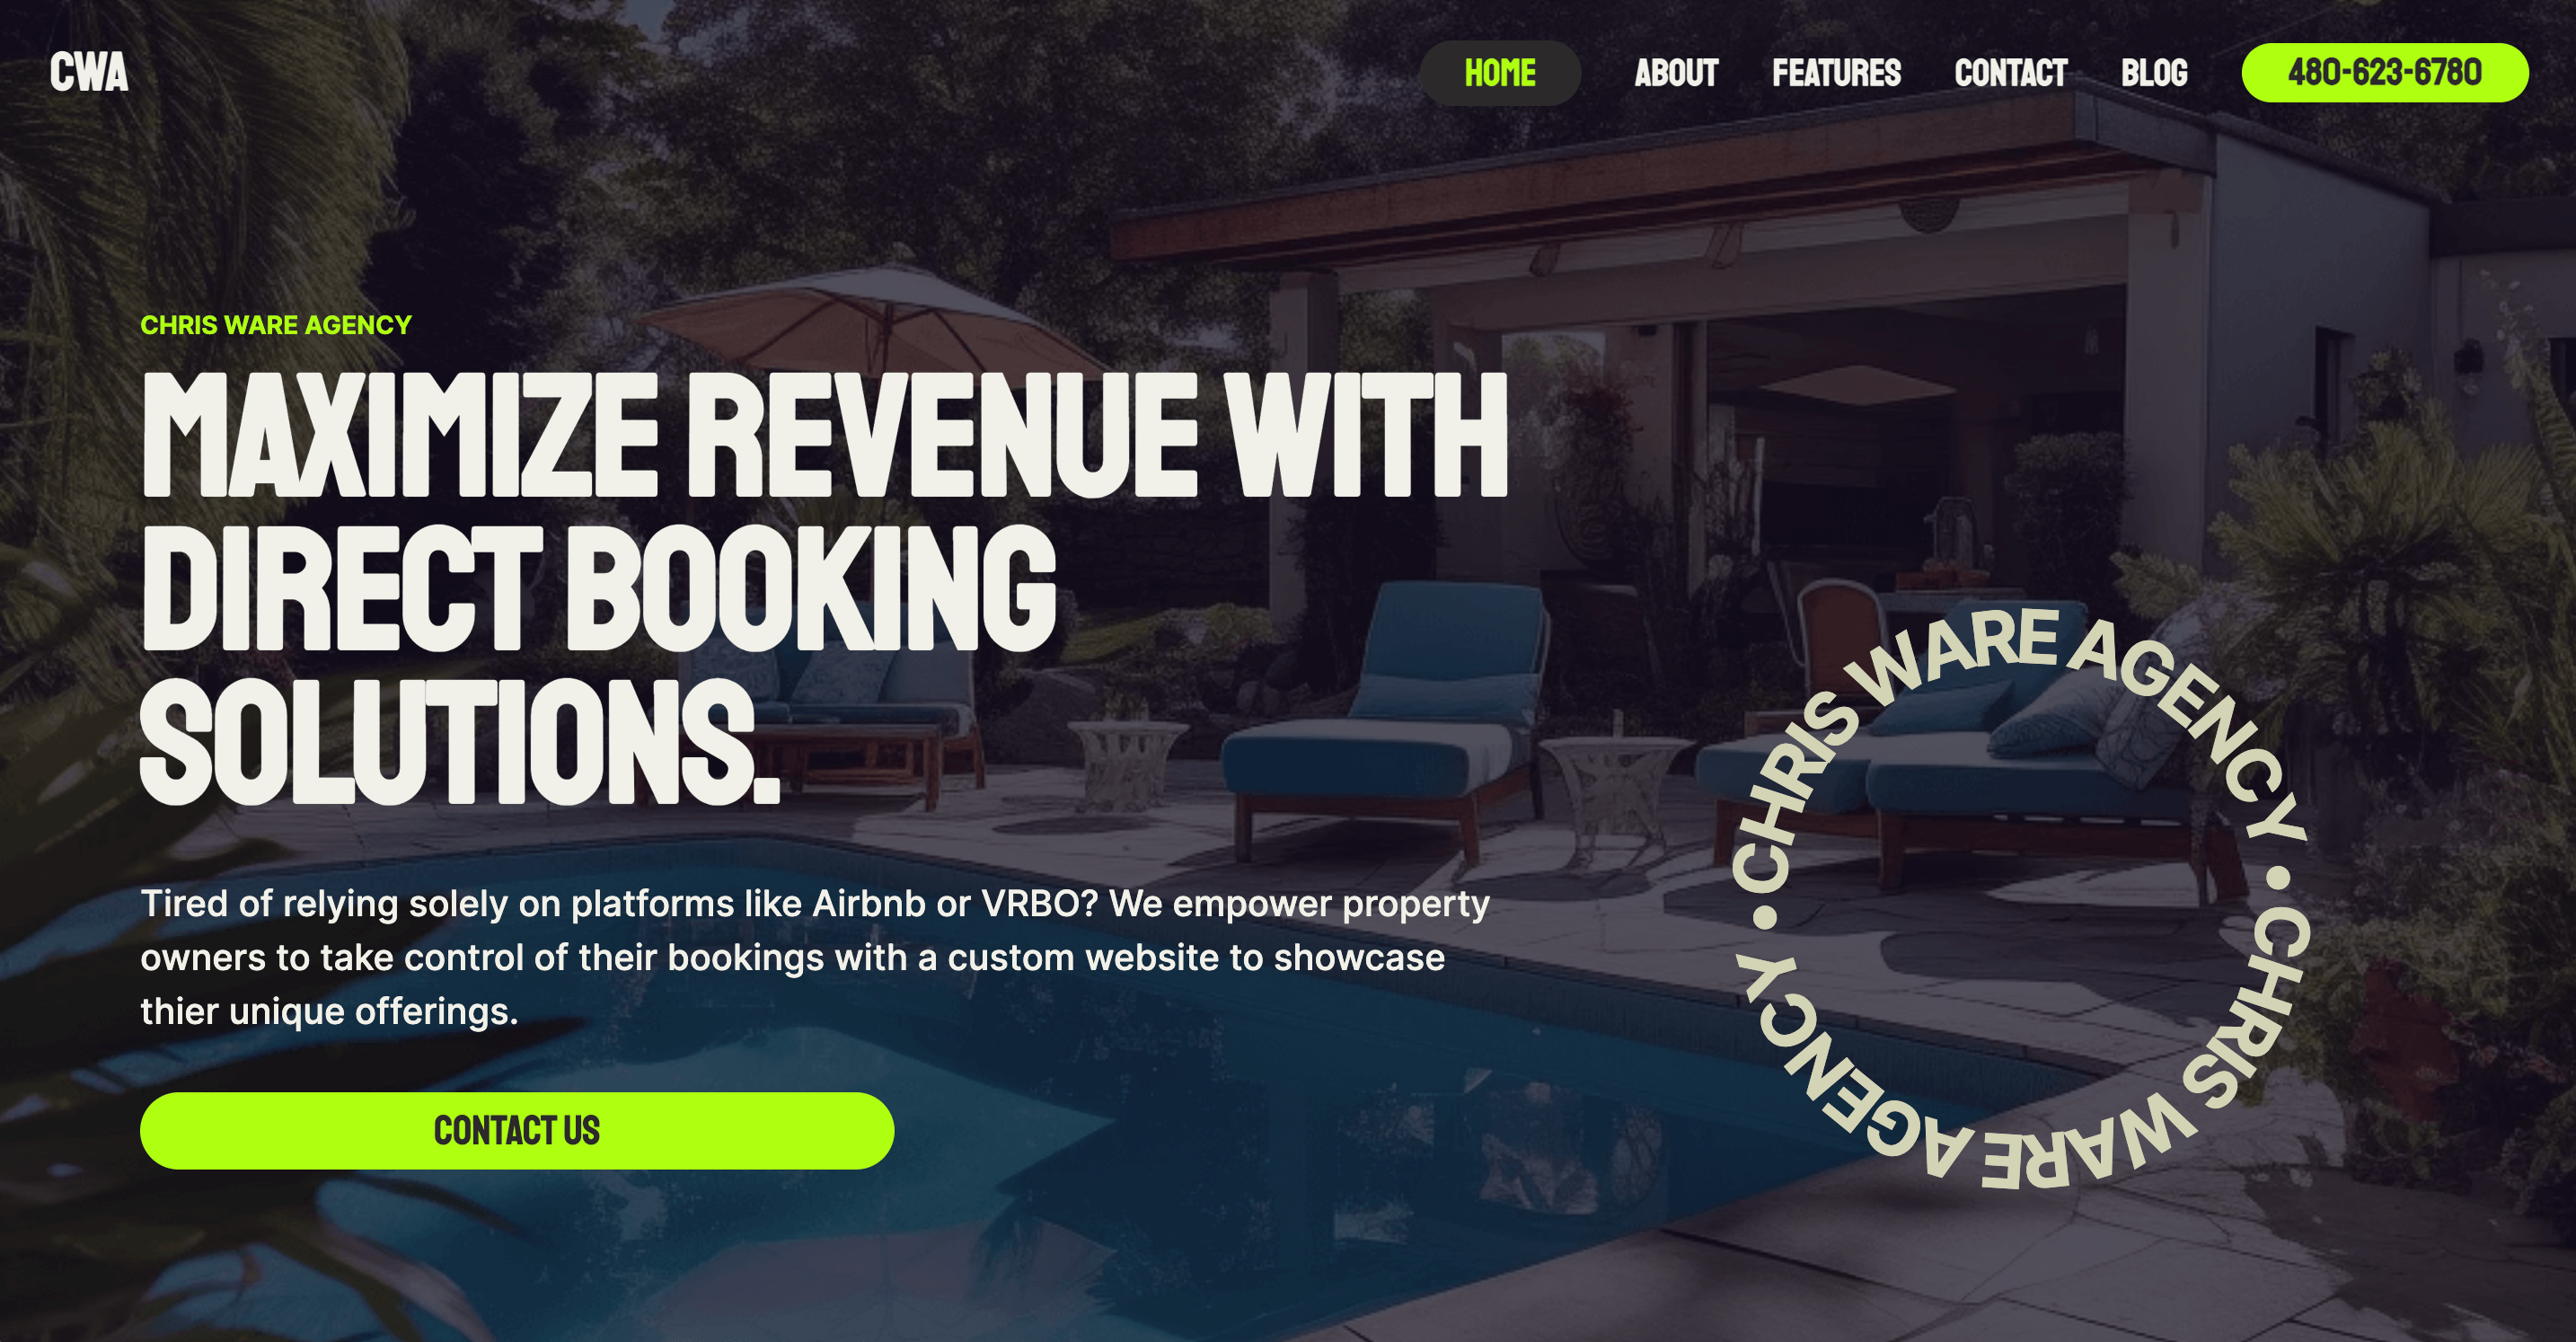 CWA
HOME ABOUT FEATURES CONTACT BLOG 480-623-6780
CHRIS WARE AGENCY
MAXIMIZE REVENUE WITH
DIRECT BOOKING
SOLUTIONS.
Tired of relying solely on platforms like Airbnb or VRBO? We empower property
owners to take control of their bookings with a custom website to showcase
thier unique offerings.
CONTACT US
CHRIS WARE AGENCY • CHRIS WARE AGENCY •